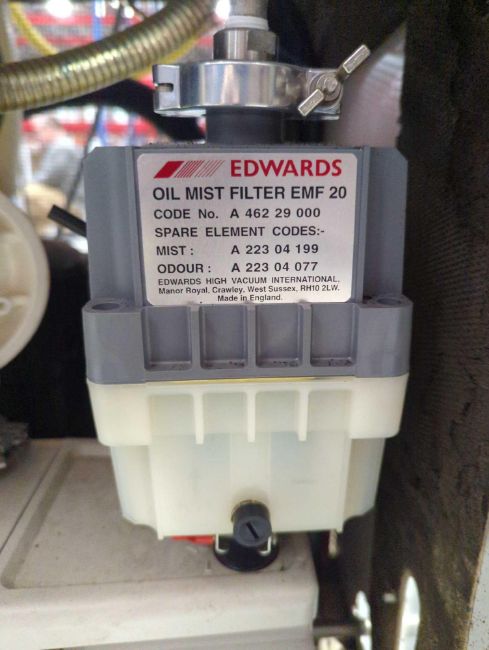 EDWARDS
OIL MIST FILTER EMF 20
CODE No. A 462 29 000
SPARE ELEMENT CODES:-
MIST : A 223 04 199
ODOUR : A 223 04 077
EDWARDS HIGH VACUUM INTERNATIONAL,
Manor Royal, Crawley, West Sussex, RH10 2LW.
Made in England.